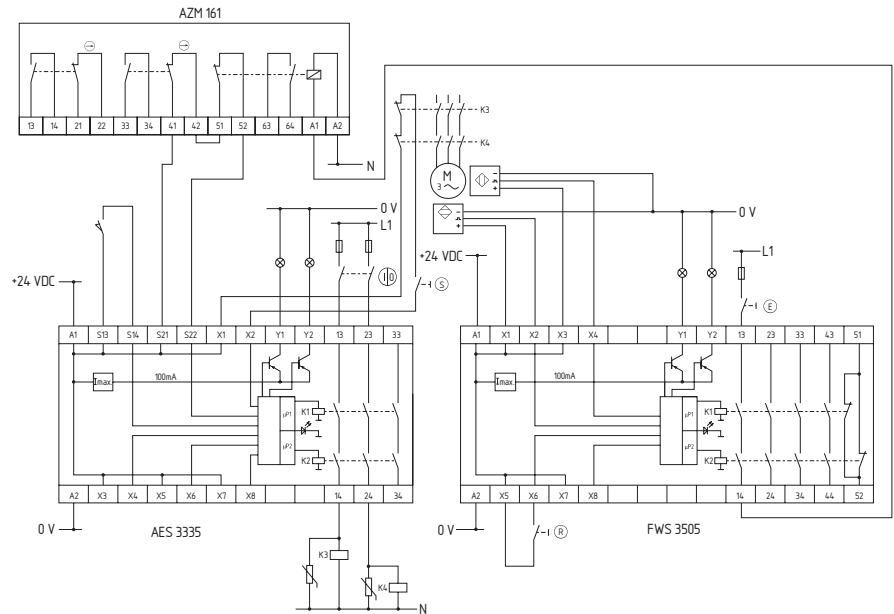 AZM 161
13 14 21 22 33 34 41 42 51 52 63 64 A1 A2
N
K3
K4
M
3
0 V
L1
+24 VDC
I 0
S
+24 VDC
0 V
L1
E
A1 S13 S14 S21 S22 X1 X2 Y1 Y2 13 23 33
A1 X1 X2 X3 X4 Y1 Y2 13 23 33 43 51
Imax. 100mA
Imax. 100mA
µP1 K1
µP1 K1
µP2 K2
µP2 K2
A2 X3 X4 X5 X6 X7 X8 14 24 34
A2 X5 X6 X7 X8 14 24 34 44 52
0 V
AES 3335
0 V
R
FWS 3505
K3
K4
N